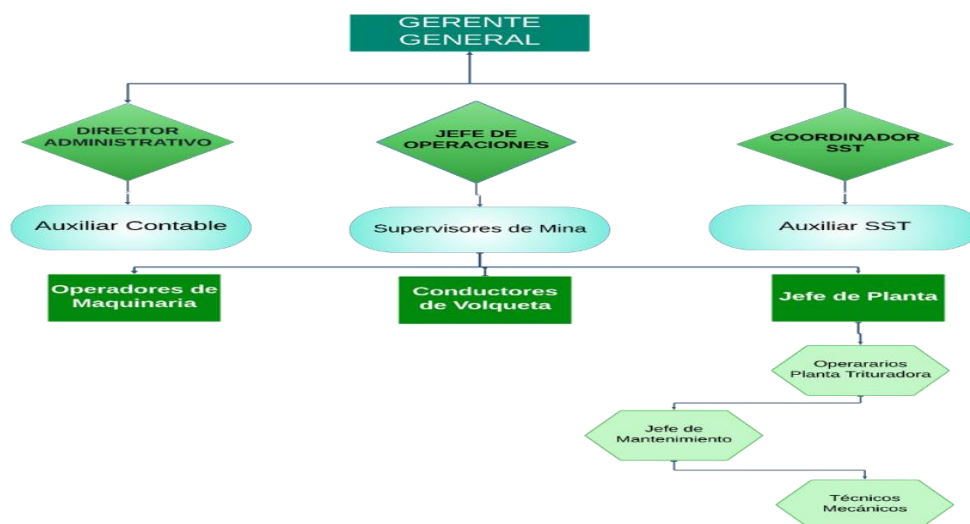 GERENTE
GENERAL
DIRECTOR
ADMINISTRATIVO
JEFE DE
OPERACIONES
COORDINADOR
SST
Auxiliar Contable
Supervisores de Mina
Auxiliar SST
Operadores de
Maquinaria
Conductores
de Volqueta
Jefe de Planta
Operararios
Planta Trituradora
Jefe de
Mantenimiento
Técnicos
Mecánicos